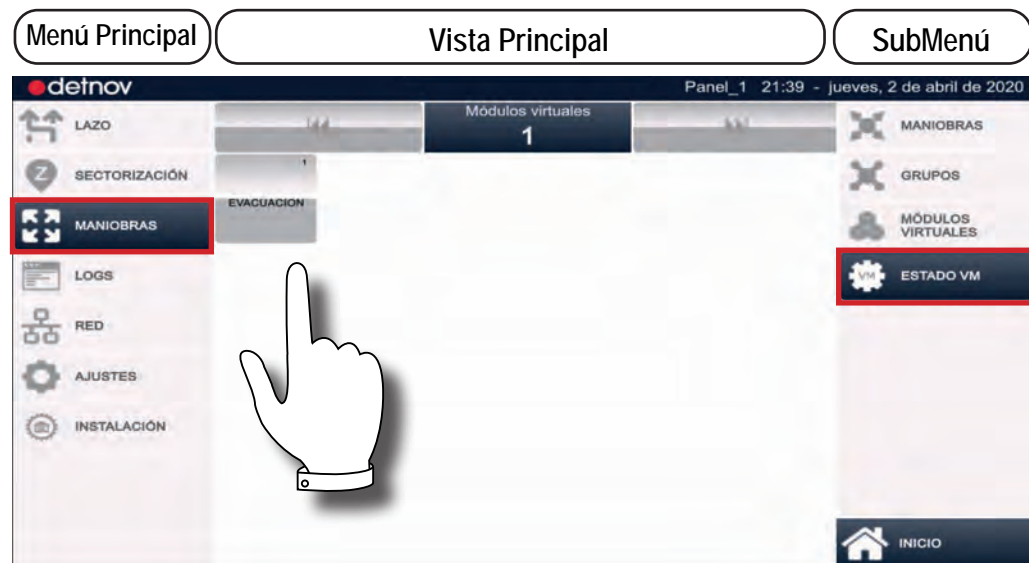 Menú Principal
Vista Principal
SubMenú
detnov
Panel_1 21:39 - jueves, 2 de abril de 2020
LAZO
SECTORIZACIÓN
MANIOBRAS
LOGS
RED
AJUSTES
INSTALACIÓN
Módulos virtuales
1
1
EVACUACION
MANIOBRAS
GRUPOS
MÓDULOS
VIRTUALES
VM
ESTADO VM
INICIO
Z